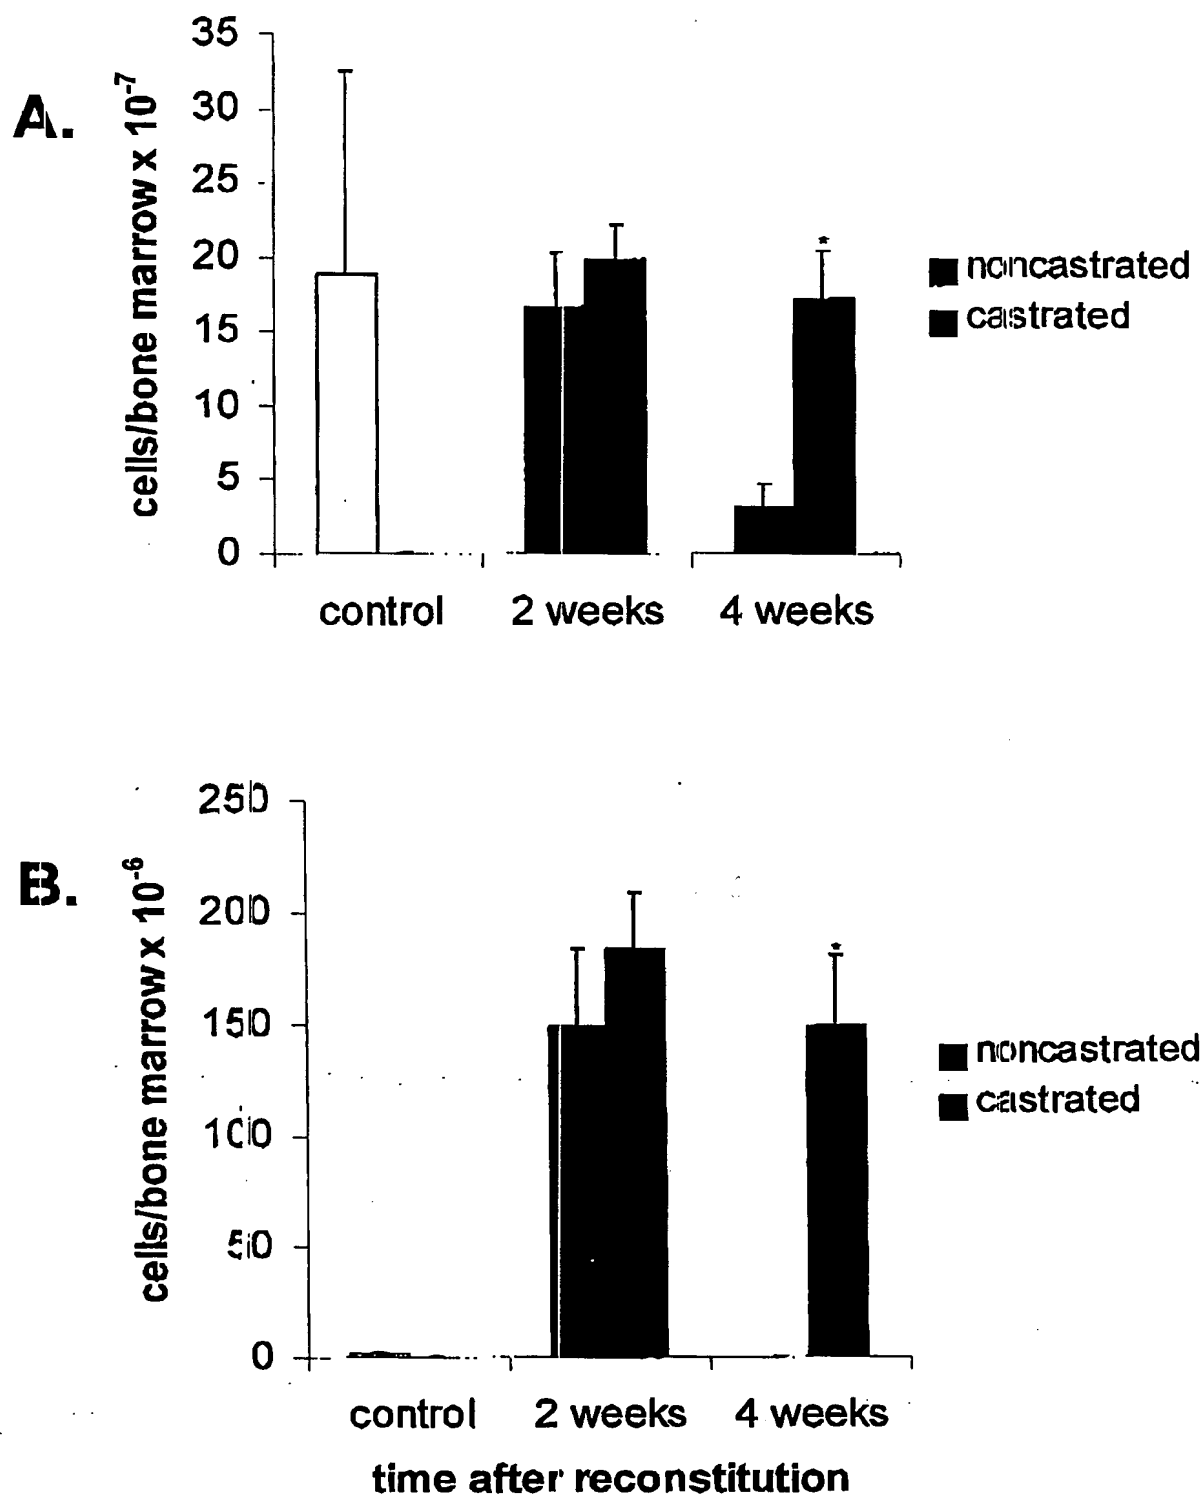 A.
cells/bone marrow x 10-7
35
30
25
20
15
10
5
0
control
2 weeks
4 weeks
*
noncastrated
castrated
B.
cells/bone marrow x 10-6
250
200
150
100
50
0
control
2 weeks
4 weeks
*
noncastrated
castrated
time after reconstitution